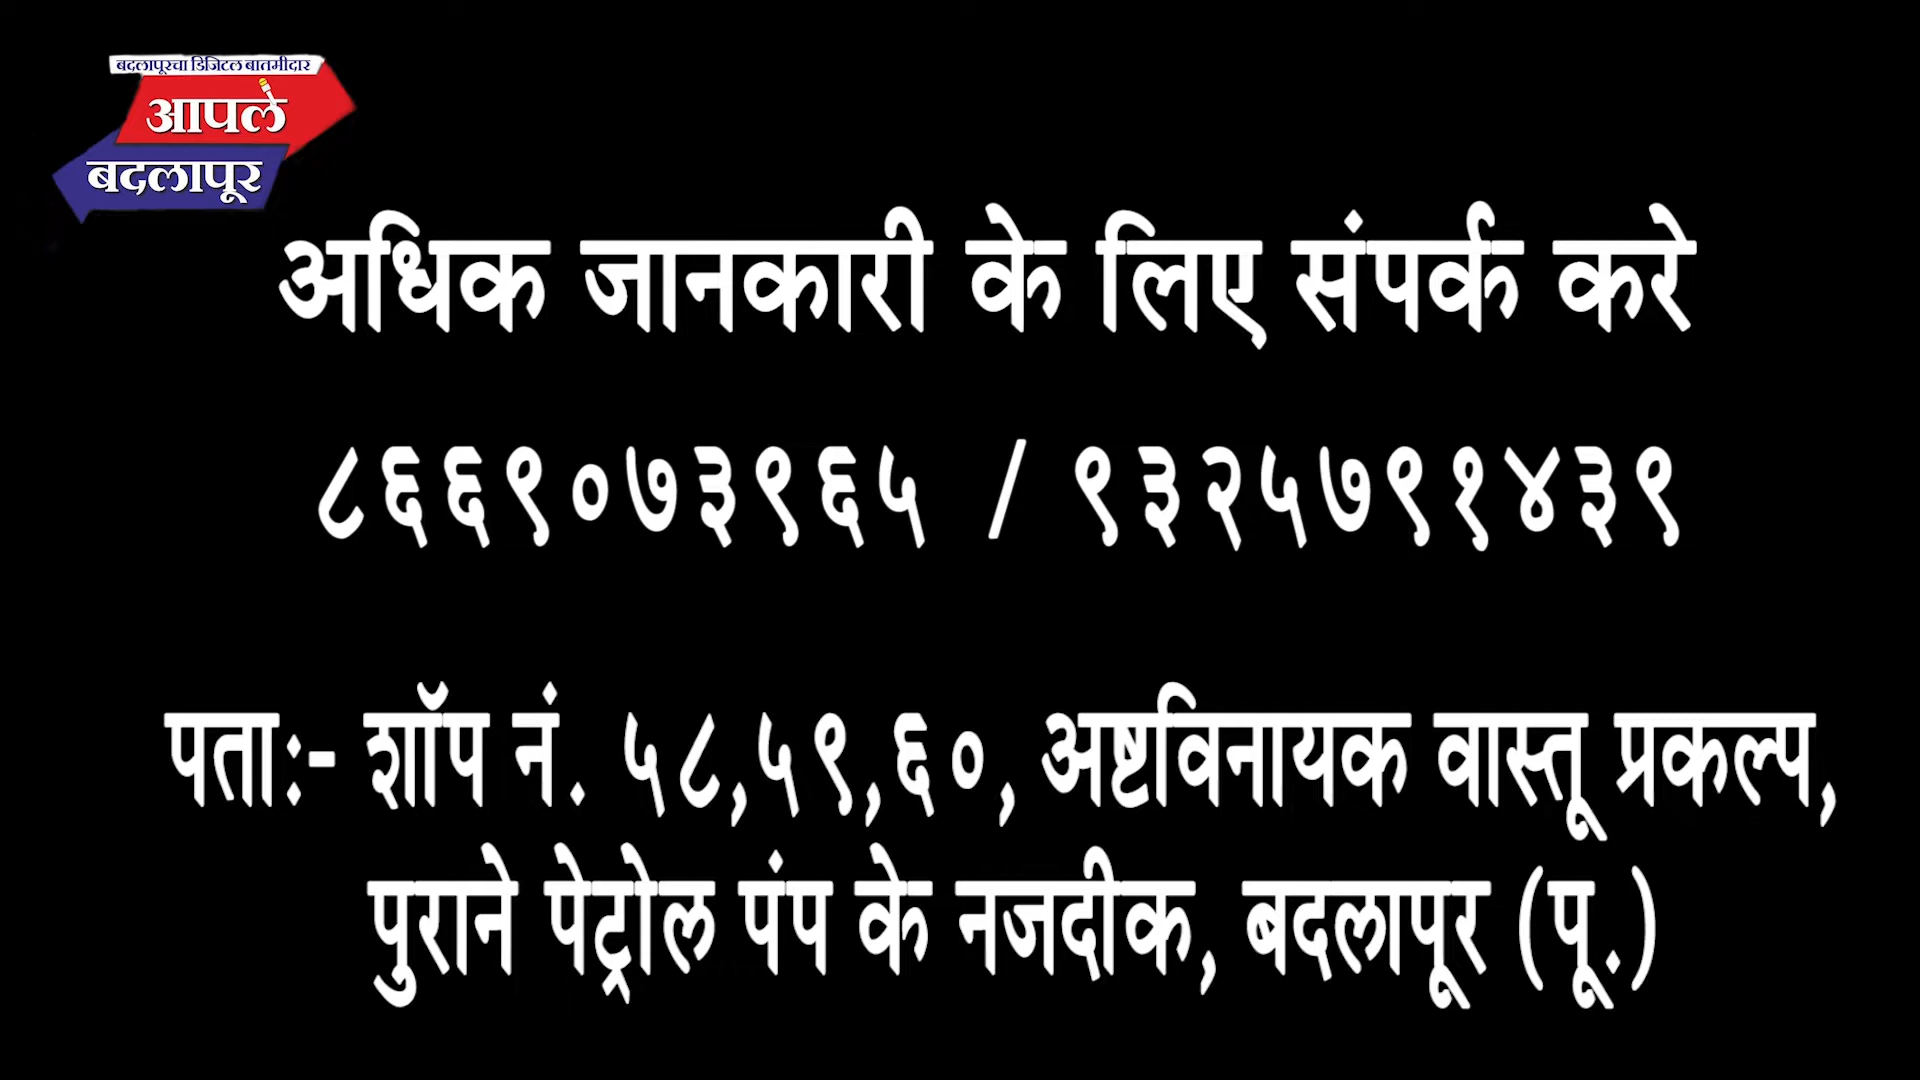 बदलापूरचा डिजिटल बातमीदार
आपले
बदलापूर
अधिक जानकारी के लिए संपर्क करे
८६६९०७३९६५ / ९३२५७९१४३९
पताः- शॉप नं. ५८,५९,६०, अष्टविनायक वास्तू प्रकल्प,
पुराने पेट्रोल पंप के नजदीक, बदलापूर (पू.)